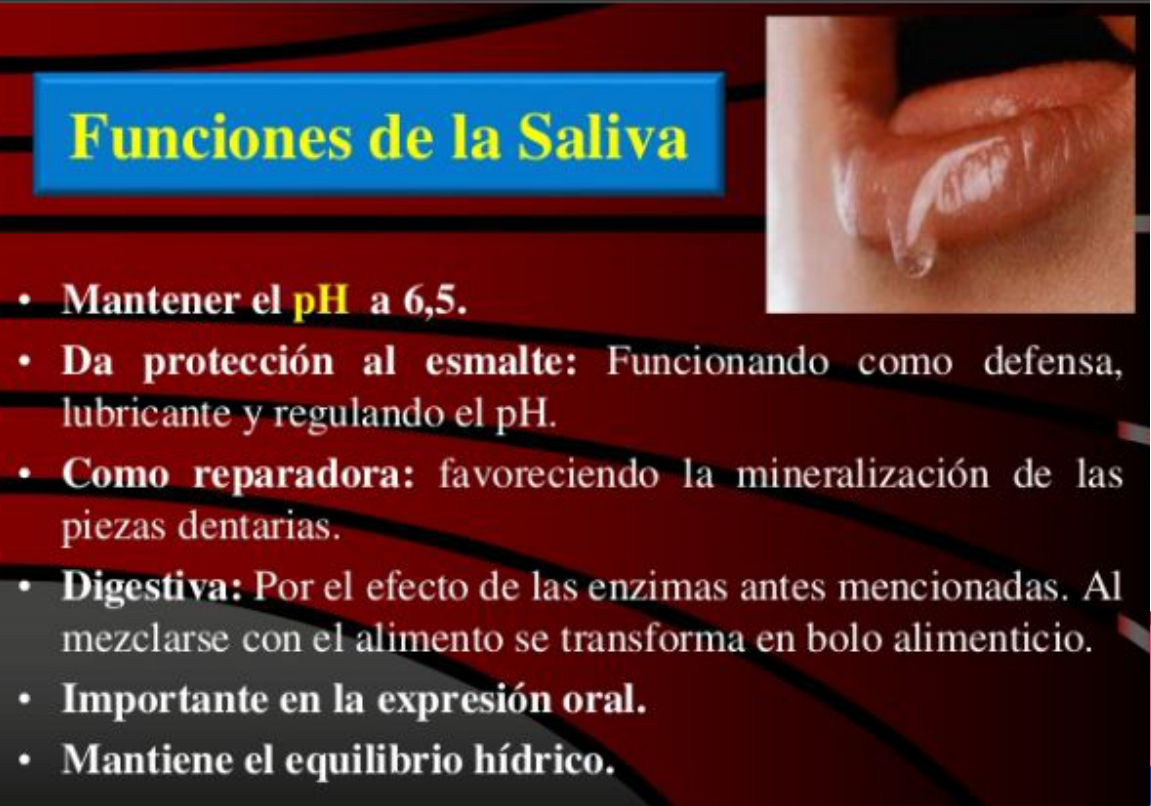 Funciones de la Saliva
• Mantener el pH a 6,5.
• Da protección al esmalte: Funcionando como defensa,
lubricante y regulando el pH.
• Como reparadora: favoreciendo la mineralización de las
piezas dentarias.
• Digestiva: Por el efecto de las enzimas antes mencionadas. Al
mezclarse con el alimento se transforma en bolo alimenticio.
• Importante en la expresión oral.
• Mantiene el equilibrio hídrico.